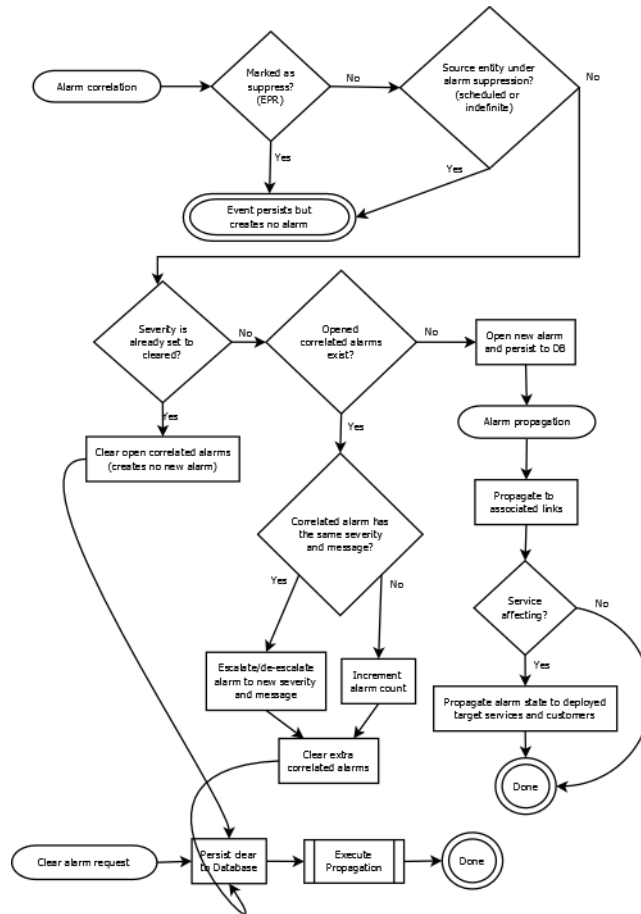 Alarm correlation
Marked as
suppress?
(EPR)
No
Source entity under
alarm suppression?
(scheduled or
indefinite)
No
Yes
Yes
Event persists but
creates no alarm
Severity is
already set to
cleared?
No
Opened
correlated alarms
exist?
No
Open new alarm
and persist to DB
Yes
Yes
Alarm propagation
Clear open correlated alarms
(creates no new alarm)
Propagate to
associated links
Correlated alarm has
the same severity
and message?
Yes
No
Service
affecting?
No
Yes
Escalate/de-escalate
alarm to new severity
and message
Increment
alarm count
Propagate alarm state to deployed
target services and customers
Clear extra
correlated alarms
Done
Clear alarm request
Persist clear
to Database
Execute
Propagation
Done